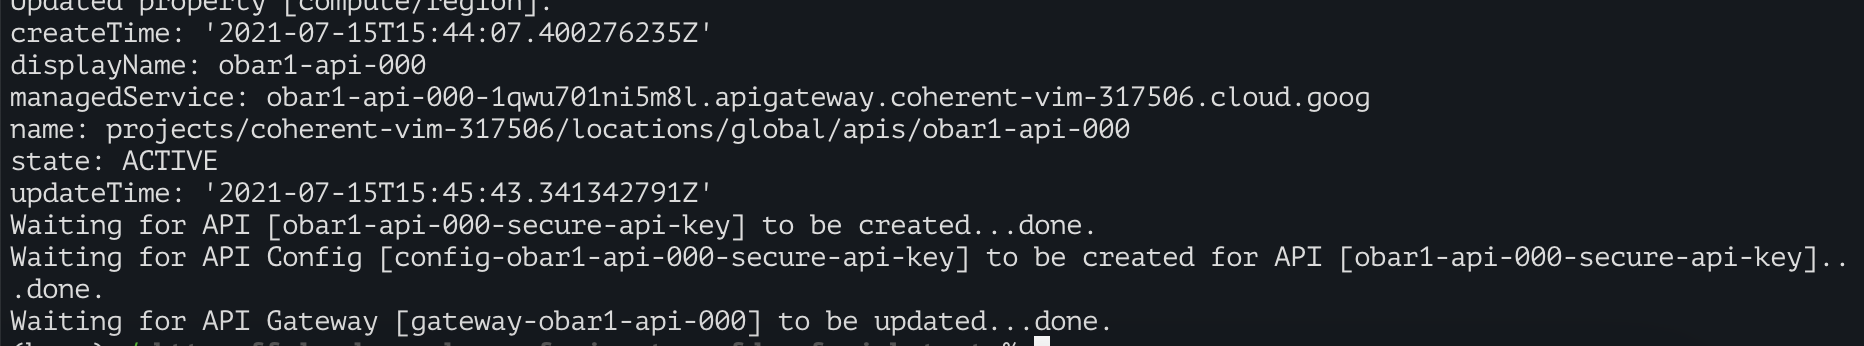 Updated property [compute/region].
createTime: '2021-07-15T15:44:07.400276235Z'
displayName: obar1-api-000
managedService: obar1-api-000-1qwu701ni5m8l.apigateway.coherent-vim-317506.cloud.goog
name: projects/coherent-vim-317506/locations/global/apis/obar1-api-000
state: ACTIVE
updateTime: '2021-07-15T15:45:43.341342791Z'
Waiting for API [obar1-api-000-secure-api-key] to be created...done.
Waiting for API Config [config-obar1-api-000-secure-api-key] to be created for API [obar1-api-000-secure-api-key]..
.done.
Waiting for API Gateway [gateway-obar1-api-000] to be updated...done.